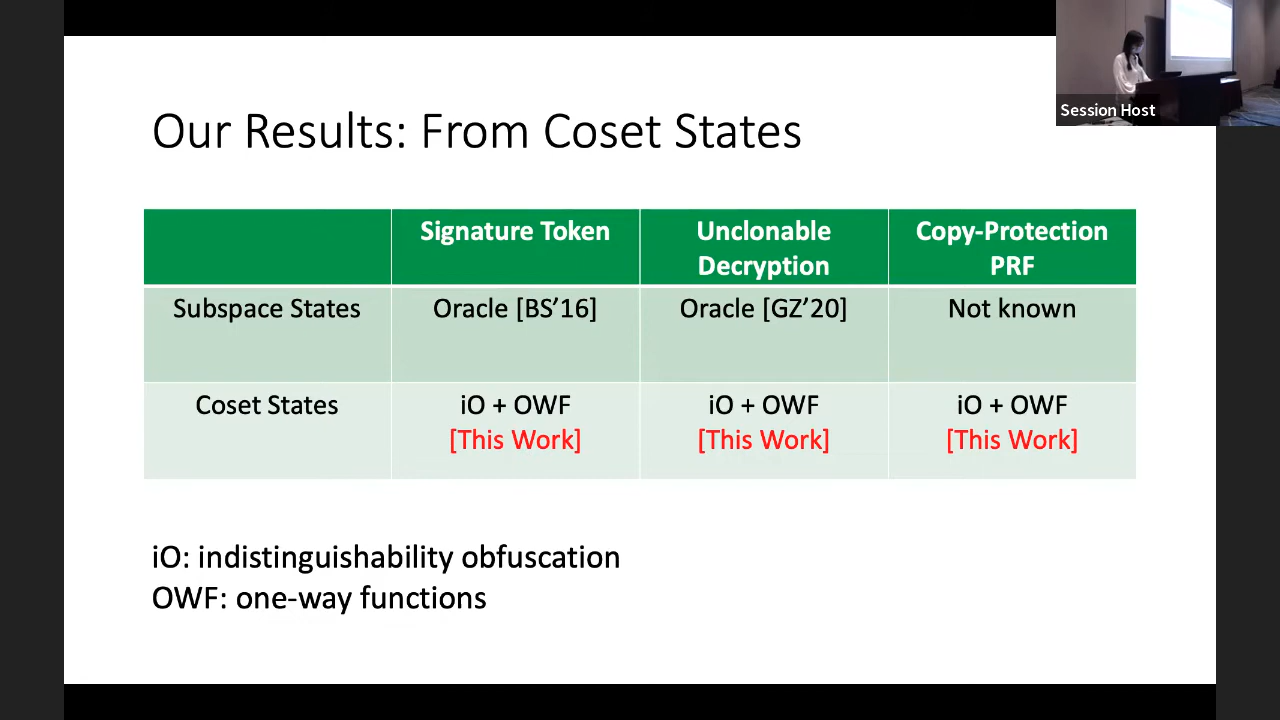 Session Host
Our Results: From Coset States
Signature Token
Unclonable
Decryption
Copy-Protection
PRF
Subspace States
Oracle [BS’16]
Oracle [GZ’20]
Not known
Coset States
iO + OWF
[This Work]
iO + OWF
[This Work]
iO + OWF
[This Work]
iO: indistinguishability obfuscation
OWF: one-way functions